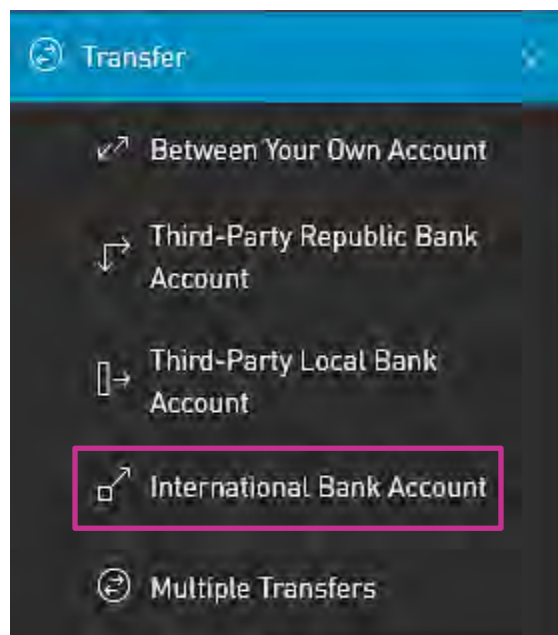 Transfer
Between Your Own Account
Third-Party Republic Bank
Account
Third-Party Local Bank
Account
International Bank Account
Multiple Transfers